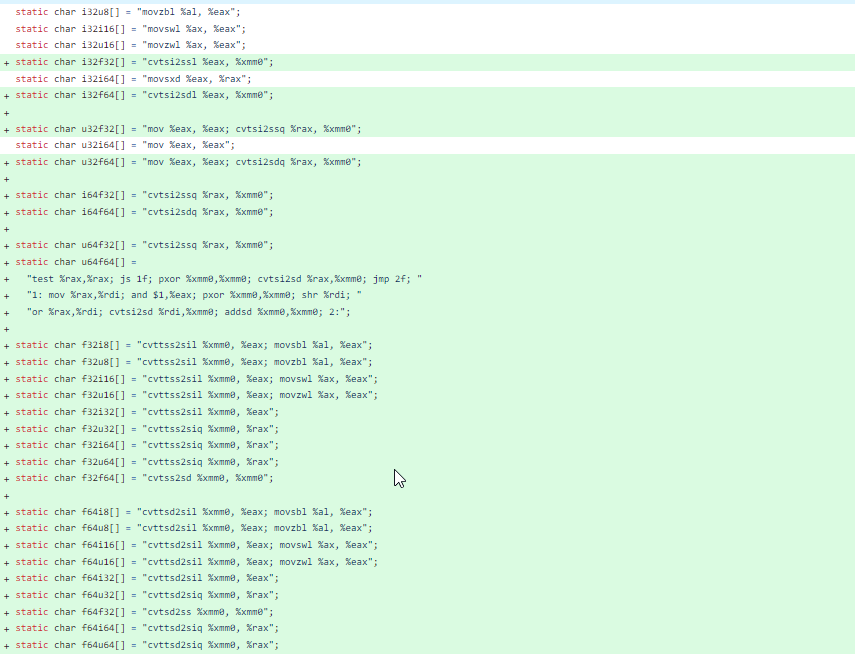 static char i32u8[] = "movzbl %al, %eax";
static char i32i16[] = "movswl %ax, %eax";
static char i32u16[] = "movzwl %ax, %eax";
+ static char i32f32[] = "cvtsi2ssl %eax, %xmm0";
static char i32i64[] = "movsxd %eax, %rax";
+ static char i32f64[] = "cvtsi2sdl %eax, %xmm0";
+
+ static char u32f32[] = "mov %eax, %eax; cvtsi2ssq %rax, %xmm0";
static char u32i64[] = "mov %eax, %eax";
+ static char u32f64[] = "mov %eax, %eax; cvtsi2sdq %rax, %xmm0";
+
+ static char i64f32[] = "cvtsi2ssq %rax, %xmm0";
+ static char i64f64[] = "cvtsi2sdq %rax, %xmm0";
+
+ static char u64f32[] = "cvtsi2ssq %rax, %xmm0";
+ static char u64f64[] =
+ "test %rax,%rax; js 1f; pxor %xmm0,%xmm0; cvtsi2sd %rax,%xmm0; jmp 2f; "
+ "1: mov %rax,%rdi; and $1,%eax; pxor %xmm0,%xmm0; shr %rdi; "
+ "or %rax,%rdi; cvtsi2sd %rdi,%xmm0; addsd %xmm0,%xmm0; 2:";
+
+ static char f32i8[] = "cvttss2sil %xmm0, %eax; movsbl %al, %eax";
+ static char f32u8[] = "cvttss2sil %xmm0, %eax; movzbl %al, %eax";
+ static char f32i16[] = "cvttss2sil %xmm0, %eax; movswl %ax, %eax";
+ static char f32u16[] = "cvttss2sil %xmm0, %eax; movzwl %ax, %eax";
+ static char f32i32[] = "cvttss2sil %xmm0, %eax";
+ static char f32u32[] = "cvttss2siq %xmm0, %rax";
+ static char f32i64[] = "cvttss2siq %xmm0, %rax";
+ static char f32u64[] = "cvttss2siq %xmm0, %rax";
+ static char f32f64[] = "cvtss2sd %xmm0, %xmm0";
+
+ static char f64i8[] = "cvttsd2sil %xmm0, %eax; movsbl %al, %eax";
+ static char f64u8[] = "cvttsd2sil %xmm0, %eax; movzbl %al, %eax";
+ static char f64i16[] = "cvttsd2sil %xmm0, %eax; movswl %ax, %eax";
+ static char f64u16[] = "cvttsd2sil %xmm0, %eax; movzwl %ax, %eax";
+ static char f64i32[] = "cvttsd2sil %xmm0, %eax";
+ static char f64u32[] = "cvttsd2siq %xmm0, %rax";
+ static char f64f32[] = "cvtsd2ss %xmm0, %xmm0";
+ static char f64i64[] = "cvttsd2siq %xmm0, %rax";
+ static char f64u64[] = "cvttsd2siq %xmm0, %rax";